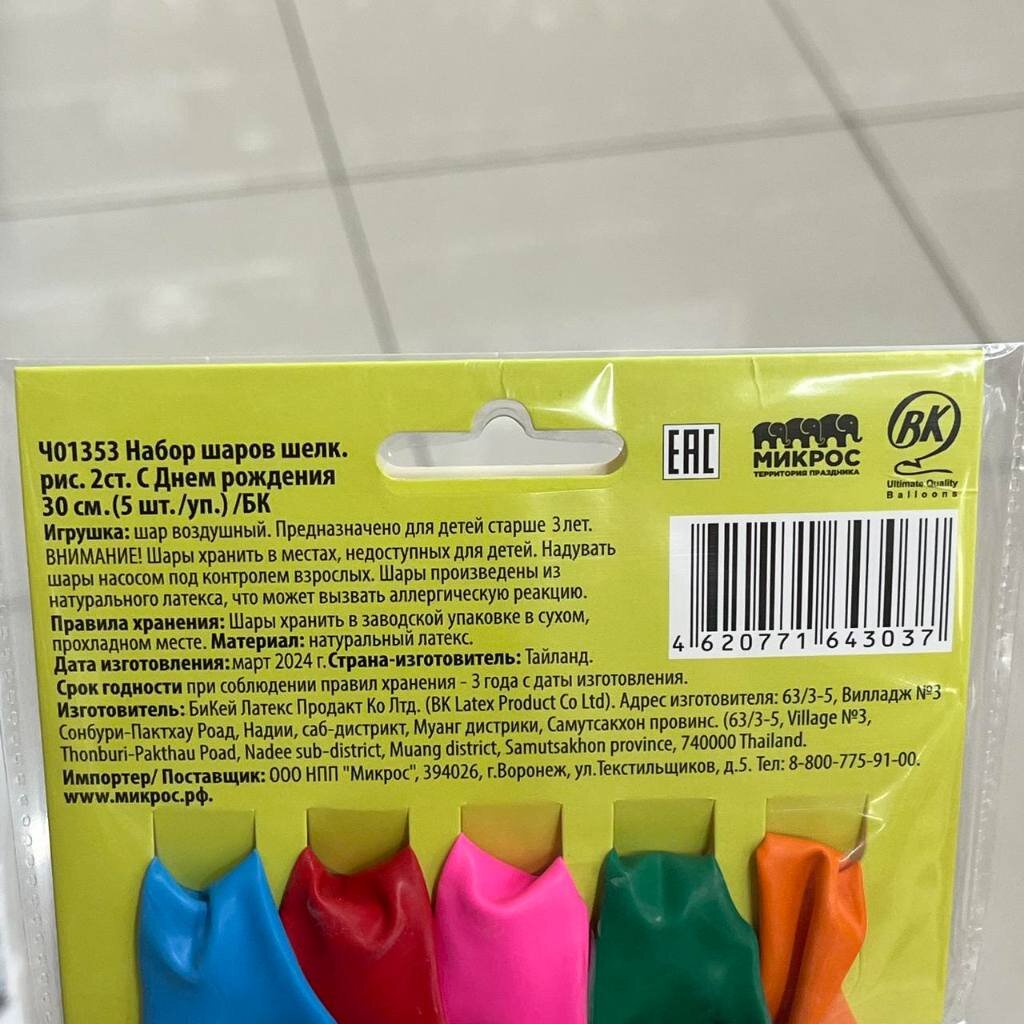 Ч01353 Набор шаров шелк.
рис. 2ст. С Днем рождения
30 см.(5 шт./уп.) /БК
Игрушка: шар воздушный. Предназначено для детей старше 3 лет.
ВНИМАНИЕ! Шары хранить в местах, недоступных для детей. Надувать
шары насосом под контролем взрослых. Шары произведены из
натурального латекса, что может вызвать аллергическую реакцию.
Правила хранения: Шары хранить в заводской упаковке в сухом,
прохладном месте. Материал: натуральный латекс.
Дата изготовления: март 2024 г. Страна-изготовитель: Тайланд.
Срок годности при соблюдении правил хранения – 3 года с даты изготовления.
Изготовитель: БиКей Латекс Продакт Ко Лтд. (BK Latex Product Co Ltd). Адрес изготовителя: 63/3-5, Вилладж №3
Сонбури-Пактхау Роад, Надии, саб-дистрикт, Муанг дистрики, Самутсакхон провинс. (63/3-5, Village №3,
Thonburi-Pakthau Poad, Nadee sub-district, Muang district, Samutsakhon province, 740000 Thailand.
Импортер/ Поставщик: ООО НПП "Микрос", 394026, г.Воронеж, ул.Текстильщиков, д.5. Тел: 8-800-775-91-00.
www.микрос.рф.
EAC
МИКРОС
ТЕРРИТОРИЯ ПРАЗДНИКА
BK
Ultimate Quality
Balloons
4 620771 643037